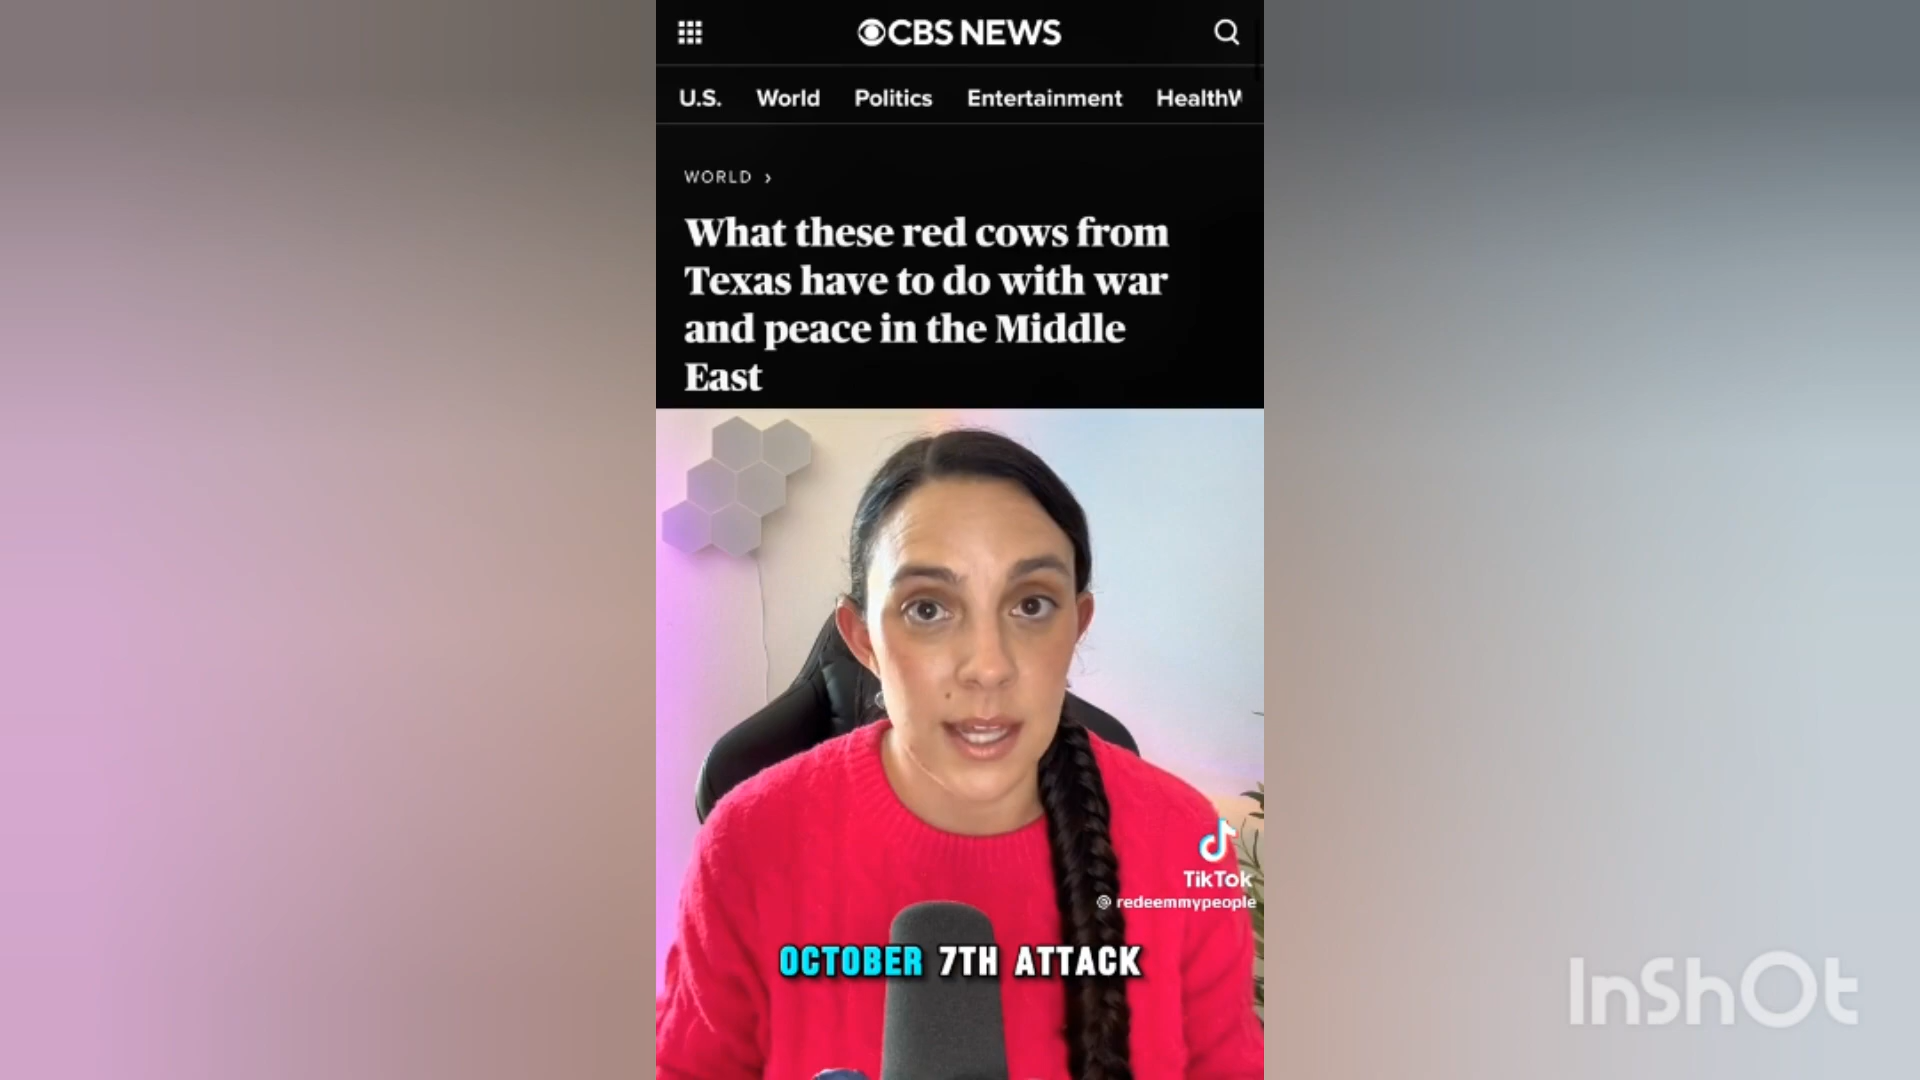 CBS NEWS
U.S. World Politics Entertainment HealthW
WORLD ›
What these red cows from
Texas have to do with war
and peace in the Middle
East
TikTok
@ redeemmypeople
OCTOBER 7TH ATTACK
InShOt